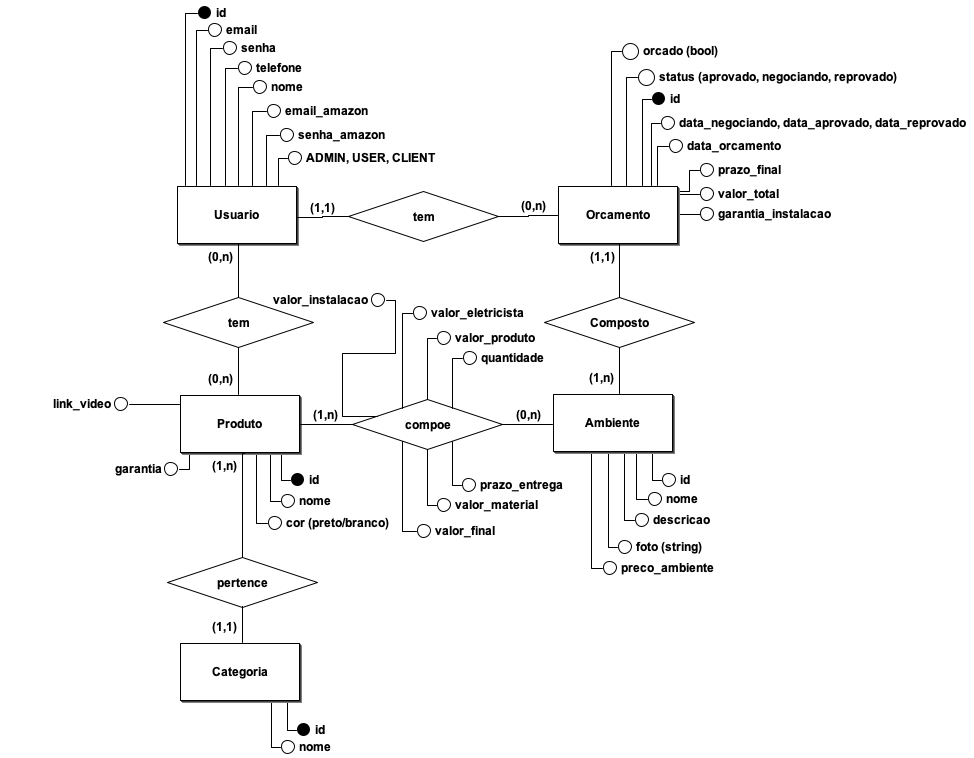 id
email
senha
telefone
nome
email_amazon
senha_amazon
ADMIN, USER, CLIENT
orcado (bool)
status (aprovado, negociando, reprovado)
id
data_negociando, data_aprovado, data_reprovado
data_orcamento
prazo_final
valor_total
garantia_instalacao
Usuario
(1,1)
tem
(0,n)
Orcamento
(0,n)
(1,1)
tem
Composto
(0,n)
(1,n)
valor_instalacao
valor_eletricista
valor_produto
quantidade
link_video
Produto
(1,n)
compoe
(0,n)
Ambiente
garantia
(1,n)
id
nome
cor (preto/branco)
prazo_entrega
valor_material
valor_final
id
nome
descricao
foto (string)
preco_ambiente
pertence
(1,1)
Categoria
id
nome